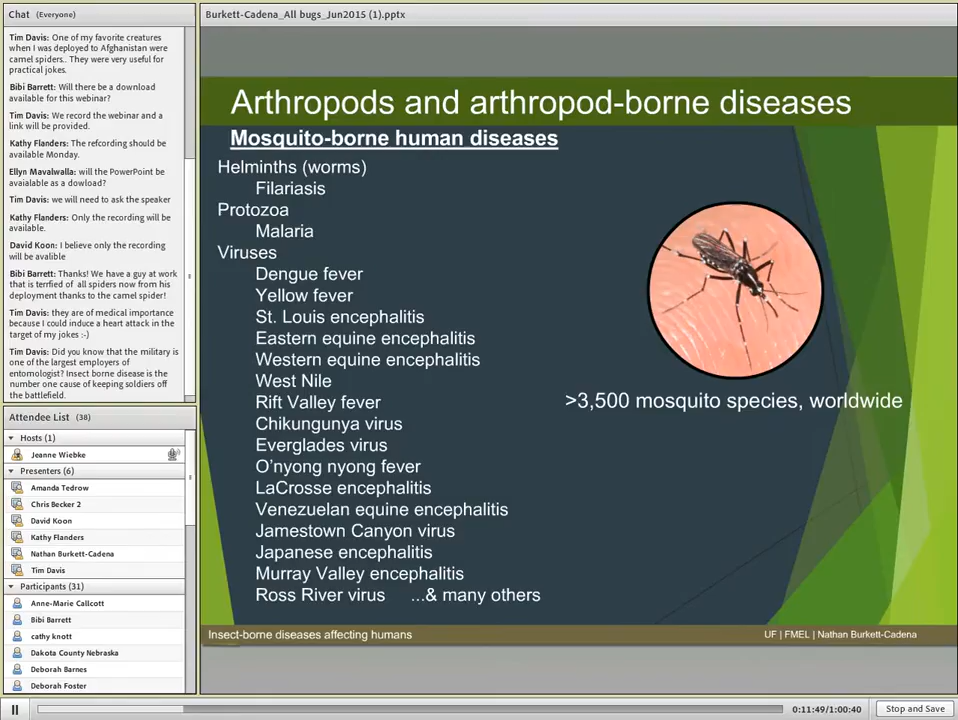 Chat (Everyone)
Tim Davis: One of my favorite creatures
when I was deployed to Afghanistan were
camel spiders.. They were very useful for
practical jokes.
Bibi Barrett: Will there be a download
available for this webinar?
Tim Davis: We record the webinar and a
link will be provided.
Kathy Flanders: The refcording should be
available Monday.
Ellyn Mavalwalla: will the PowerPoint be
avaialable as a dowload?
Tim Davis: we will need to ask the speaker
Kathy Flanders: Only the recording will be
available.
David Koon: I believe only the recording
will be avalible
Bibi Barrett: Thanks! We have a guy at work
that is terrfied of all spiders now from his
deployment thanks to the camel spider!
Tim Davis: they are of medical importance
because I could induce a heart attack in the
target of my jokes :-)
Tim Davis: Did you know that the military is
one of the largest employers of
entomologist? Insect borne disease is the
number one cause of keeping soldiers off
the battlefield.
Attendee List (38)
Hosts (1)
Jeanne Wiebke
Presenters (6)
Amanda Tedrow
Chris Becker 2
David Koon
Kathy Flanders
Nathan Burkett-Cadena
Tim Davis
Participants (31)
Anne-Marie Callcott
Bibi Barrett
cathy knott
Dakota County Nebraska
Deborah Barnes
Deborah Foster
Burkett-Cadena_All bugs_Jun2015 (1).pptx
Arthropods and arthropod-borne diseases
Mosquito-borne human diseases
Helminths (worms)
Filariasis
Protozoa
Malaria
Viruses
Dengue fever
Yellow fever
St. Louis encephalitis
Eastern equine encephalitis
Western equine encephalitis
West Nile
Rift Valley fever
Chikungunya virus
Everglades virus
O'nyong nyong fever
LaCrosse encephalitis
Venezuelan equine encephalitis
Jamestown Canyon virus
Japanese encephalitis
Murray Valley encephalitis
Ross River virus ...& many others
>3,500 mosquito species, worldwide
Insect-borne diseases affecting humans
UF | FMEL | Nathan Burkett-Cadena
0:11:49/1:00:40
Stop and Save